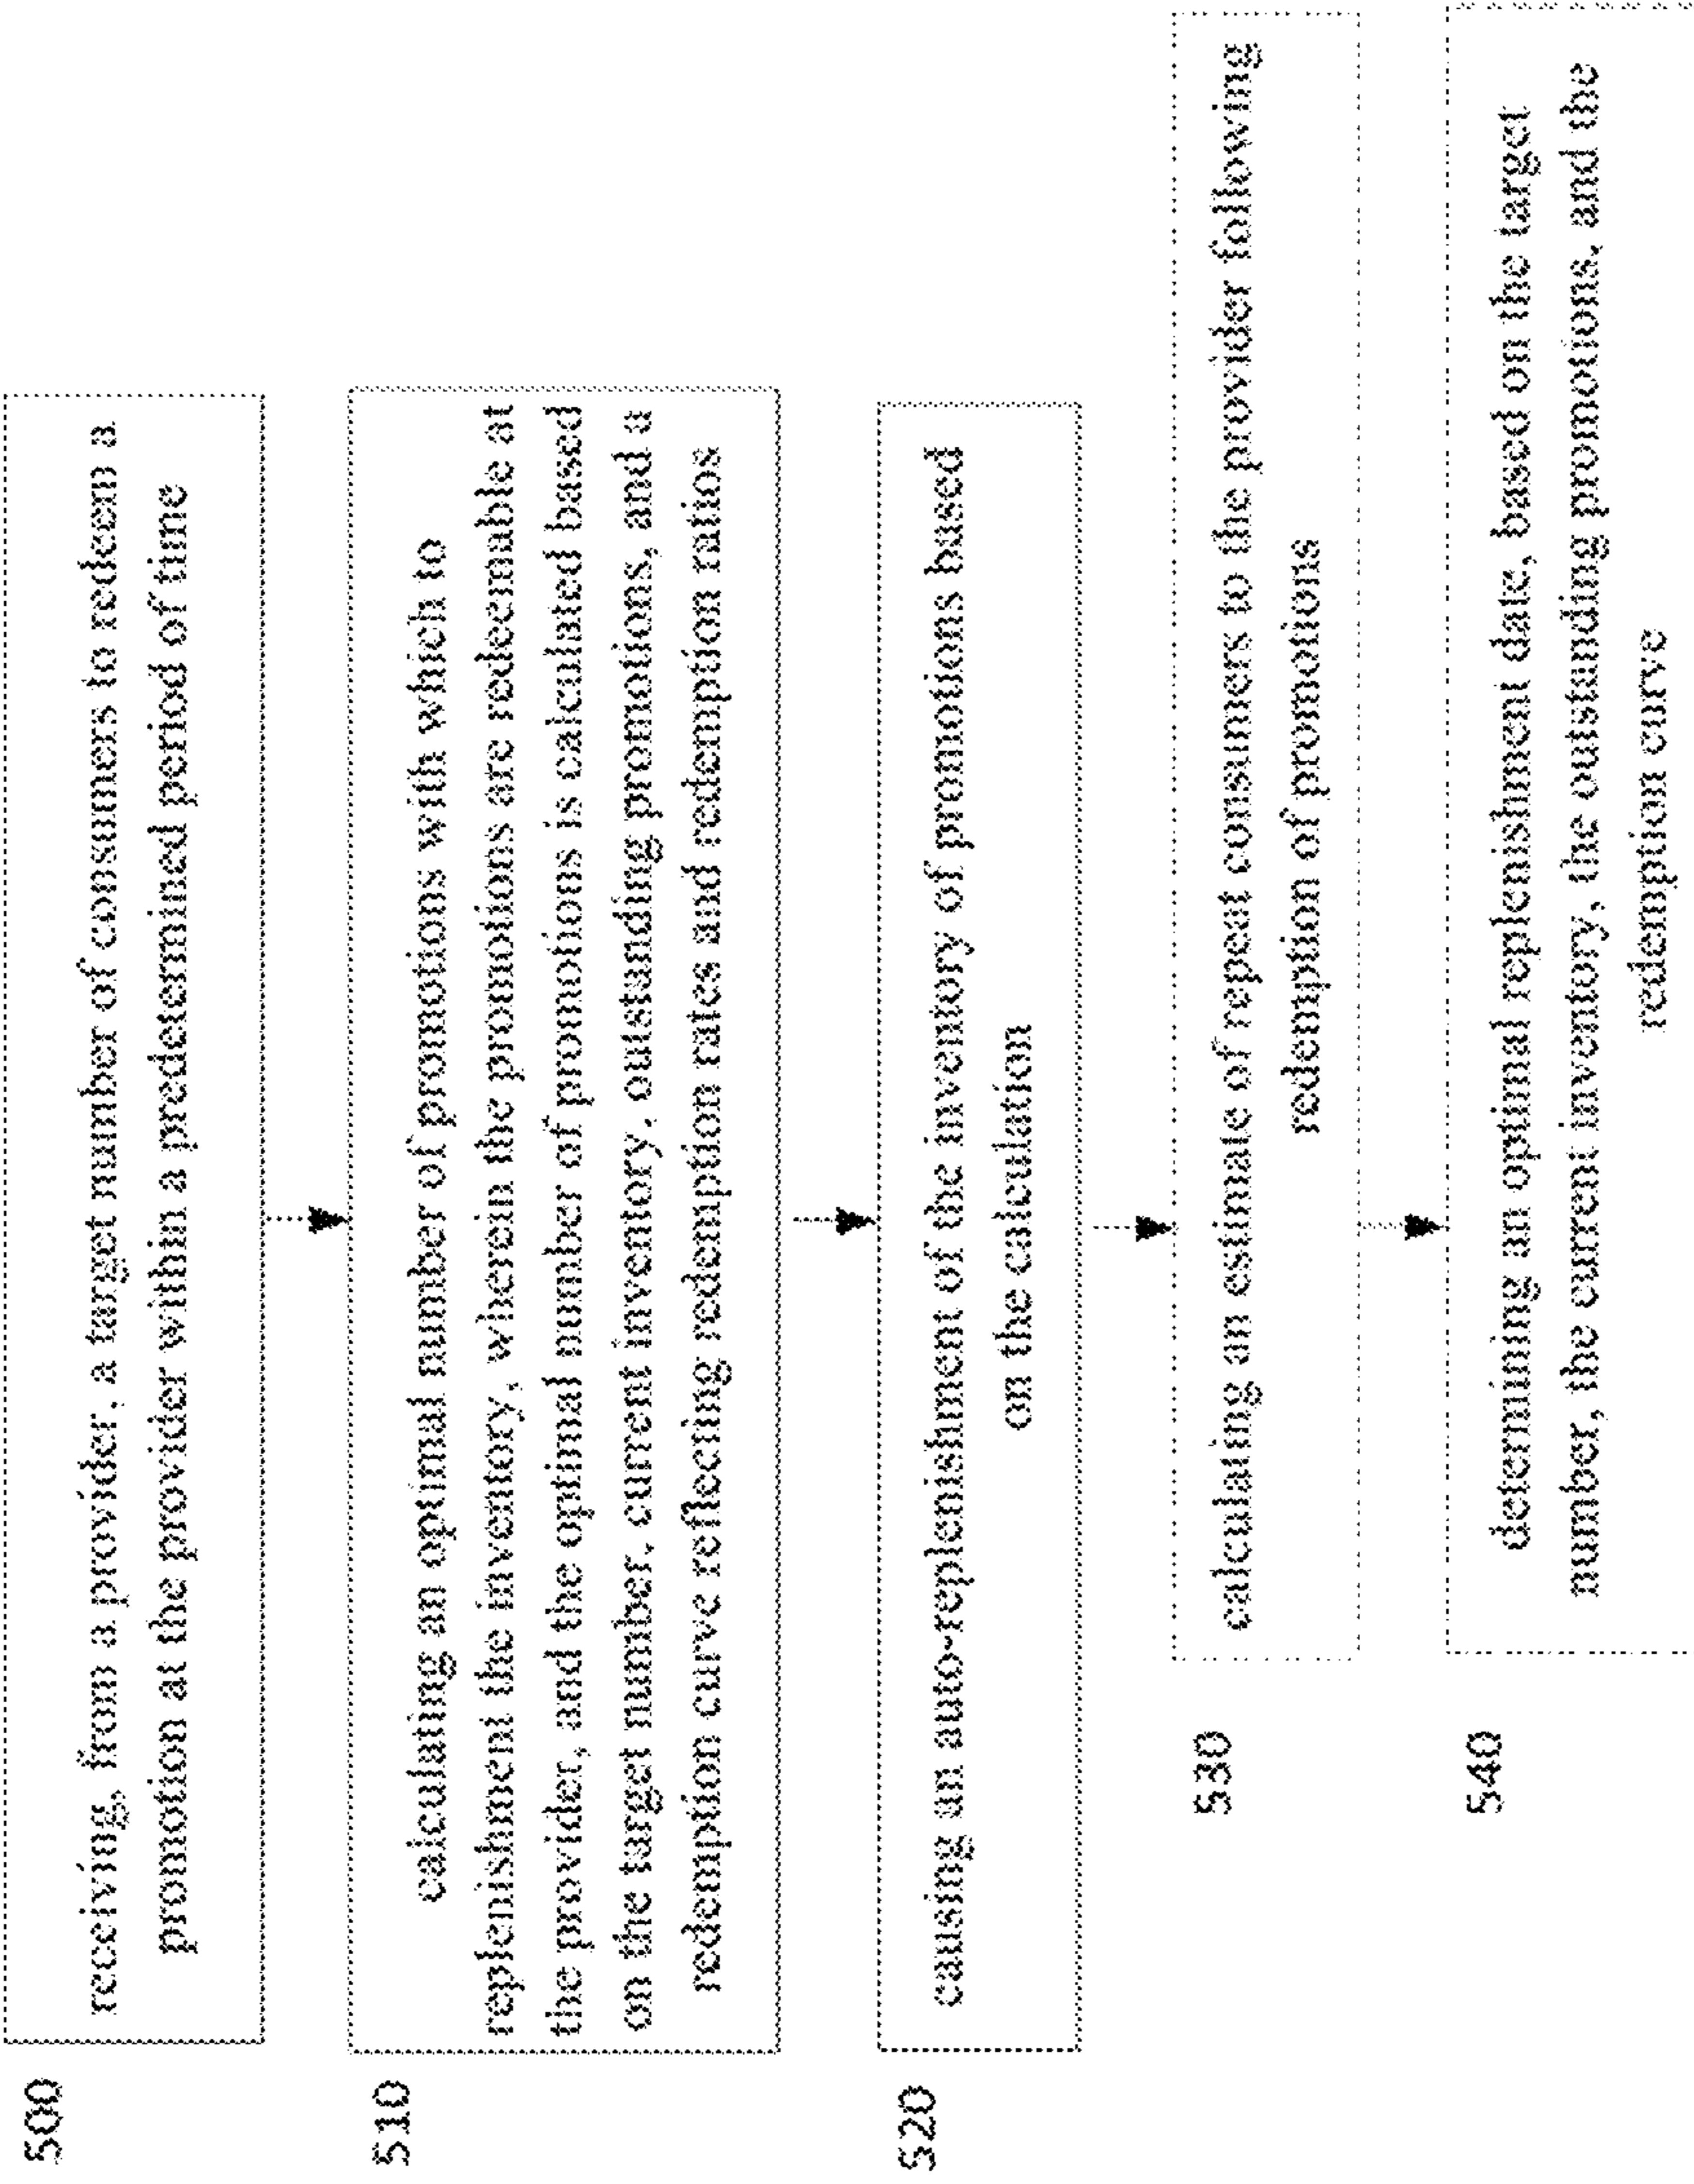 500
receiving, from a provider, a target number of consumers to redeem a
promotion at the provider within a predetermined period of time
510
calculating an optimal number of promotions with which to
replenishment the inventory, wherein the promotions are redeemable at
the provider, and the optimal number of promotions is calculated based
on the target number, current inventory, outstanding promotions, and a
redemption curve reflecting redemption rates and redemption ratios
520
causing an auto-replenishment of the inventory of promotions based
on the calculation
530
calculating an estimate of repeat consumers to the provider following
redemption of promotions
540
determining an optimal replenishment date, based on the target
number, the current inventory, the outstanding promotions, and the
redemption curve